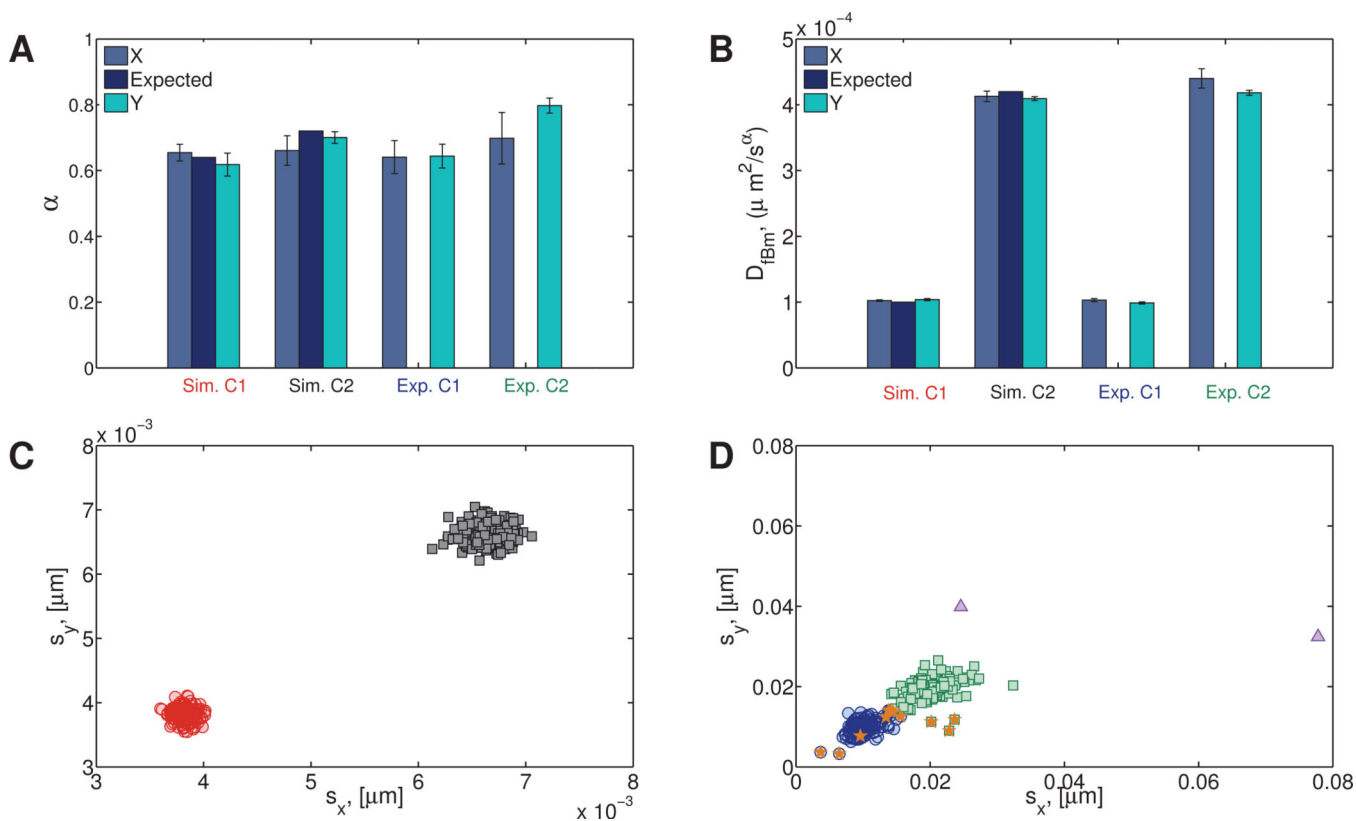 A
X
Expected
Y
1
0.8
0.6
0.4
0.2
0
α
Sim. C1
Sim. C2
Exp. C1
Exp. C2
B
x 10⁻⁴
X
Expected
Y
5
4
3
2
1
0
D_fBm, (μ m²/s^α)
Sim. C1
Sim. C2
Exp. C1
Exp. C2
C
x 10⁻³
8
7
6
5
4
3
s_y, [μm]
3
4
5
6
7
8
s_x, [μm]
x 10⁻³
D
0.08
0.06
0.04
0.02
0
s_y, [μm]
0
0.02
0.04
0.06
0.08
s_x, [μm]